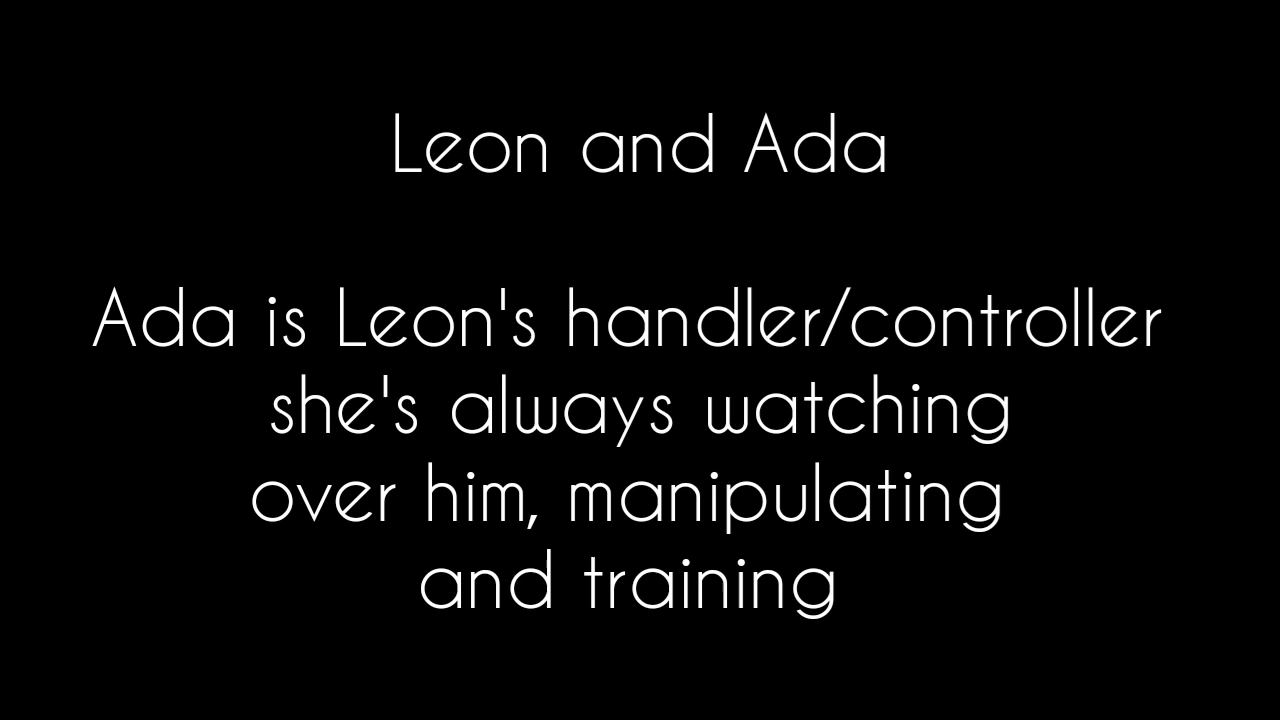 Leon and Ada
Ada is Leon's handler/controller
she's always watching
over him, manipulating
and training